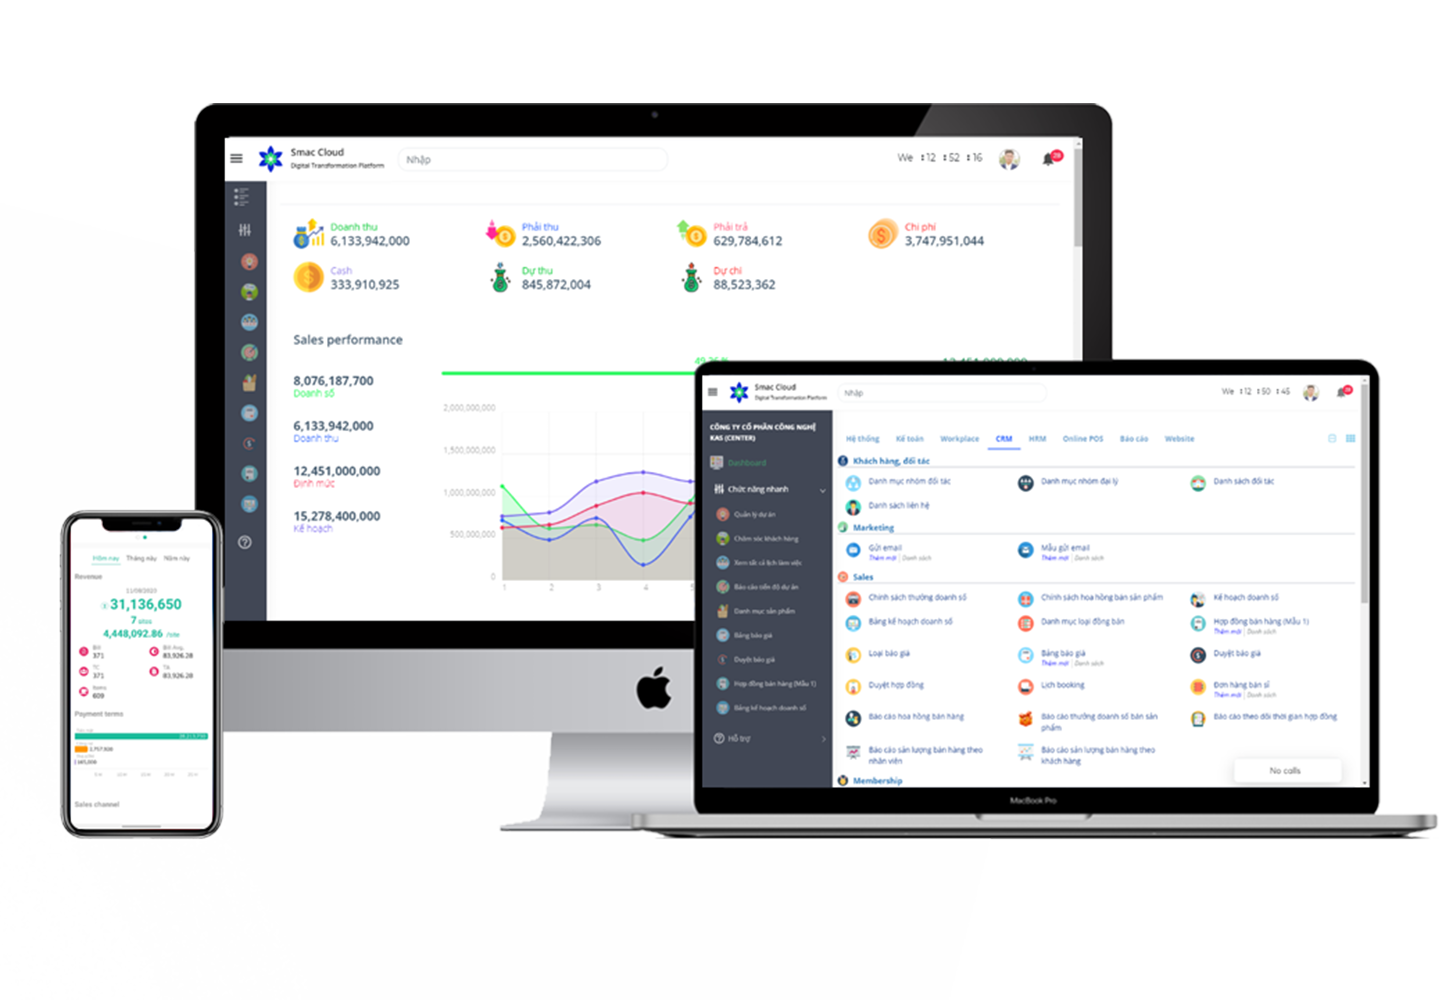 Smac Cloud
Digital Transformation Platform
Nhập
We : 12 : 52 : 16
28
Doanh thu
6,133,942,000
Phải thu
2,560,422,306
Phải trả
629,784,612
Chi phí
3,747,951,044
Cash
333,910,925
Dự thu
845,872,004
Dự chi
88,523,362
Sales performance
8,076,187,700
Doanh số
6,133,942,000
Doanh thu
12,451,000,000
Định mức
15,278,400,000
Kế hoạch
2,000,000,000
1,500,000,000
1,000,000,000
500,000,000
0
1 2 3 4
Smac Cloud
Digital Transformation Platform
Nhập
We : 12 : 50 : 45
CÔNG TY CỔ PHẦN CÔNG NGHỆ
KAS (CENTER)
Dashboard
Chức năng nhanh
Quản lý dự án
Chăm sóc khách hàng
Xem tất cả lịch làm việc
Báo cáo tiến độ dự án
Danh mục sản phẩm
Bảng báo giá
Duyệt báo giá
Hợp đồng bán hàng (Mẫu 1)
Bảng kế hoạch doanh số
Hỗ trợ
Hệ thống Kế toán Workplace CRM HRM Online POS Báo cáo Website
Khách hàng, đối tác
Danh mục nhóm đối tác
Danh mục nhóm đại lý
Danh sách đối tác
Danh sách liên hệ
Marketing
Gửi email
Thêm mới | Danh sách
Mẫu gửi email
Thêm mới | Danh sách
Sales
Chính sách thưởng doanh số
Chính sách hoa hồng bán sản phẩm
Kế hoạch doanh số
Bảng kế hoạch doanh số
Danh mục loại đồng bán
Hợp đồng bán hàng (Mẫu 1)
Thêm mới | Danh sách
Loại báo giá
Bảng báo giá
Thêm mới | Danh sách
Duyệt báo giá
Duyệt hợp đồng
Lịch booking
Đơn hàng bán sỉ
Thêm mới | Danh sách
Báo cáo hoa hồng bán hàng
Báo cáo thưởng doanh số bán sản
phẩm
Báo cáo theo dõi thời gian hợp đồng
Báo cáo sản lượng bán hàng theo
nhân viên
Báo cáo sản lượng bán hàng theo
khách hàng
Membership
No calls
MacBook Pro
Hôm nay Tháng này Năm nay
Revenue
31,136,650
7 sites
4,448,092.86 /site
Bill
371
Bill Avg.
83,926.28
TC
371
TA
83,926.28
Items
609
Payment terms
Sales channel